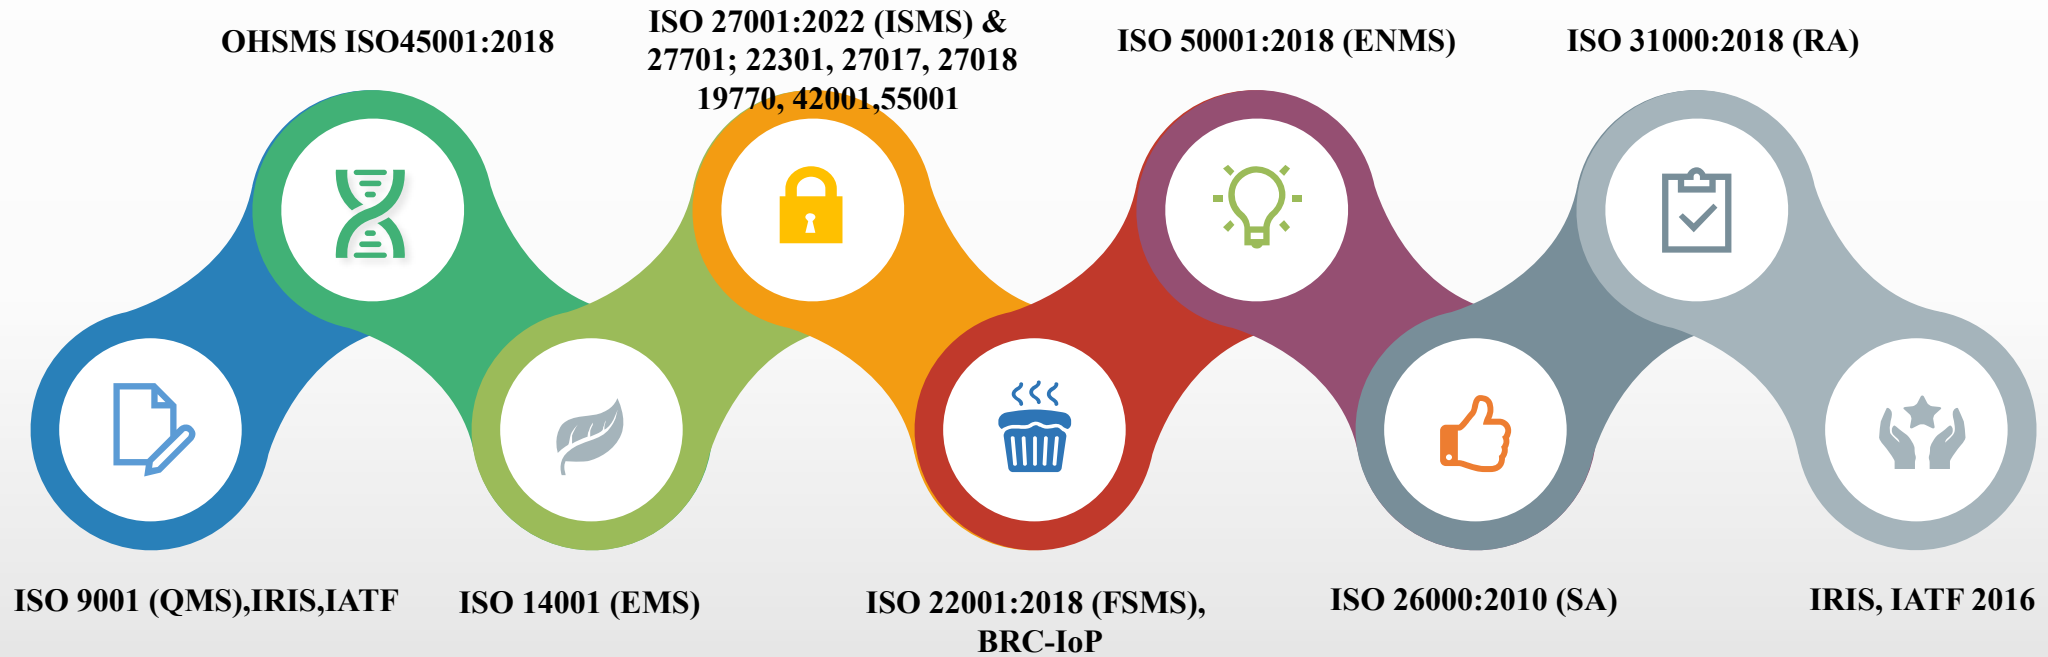 OHSMS ISO45001:2018
ISO 27001:2022 (ISMS) &
27701; 22301, 27017, 27018
19770, 42001,55001
ISO 50001:2018 (ENMS)
ISO 31000:2018 (RA)
ISO 9001 (QMS),IRIS,IATF
ISO 14001 (EMS)
ISO 22001:2018 (FSMS),
BRC-IoP
ISO 26000:2010 (SA)
IRIS, IATF 2016